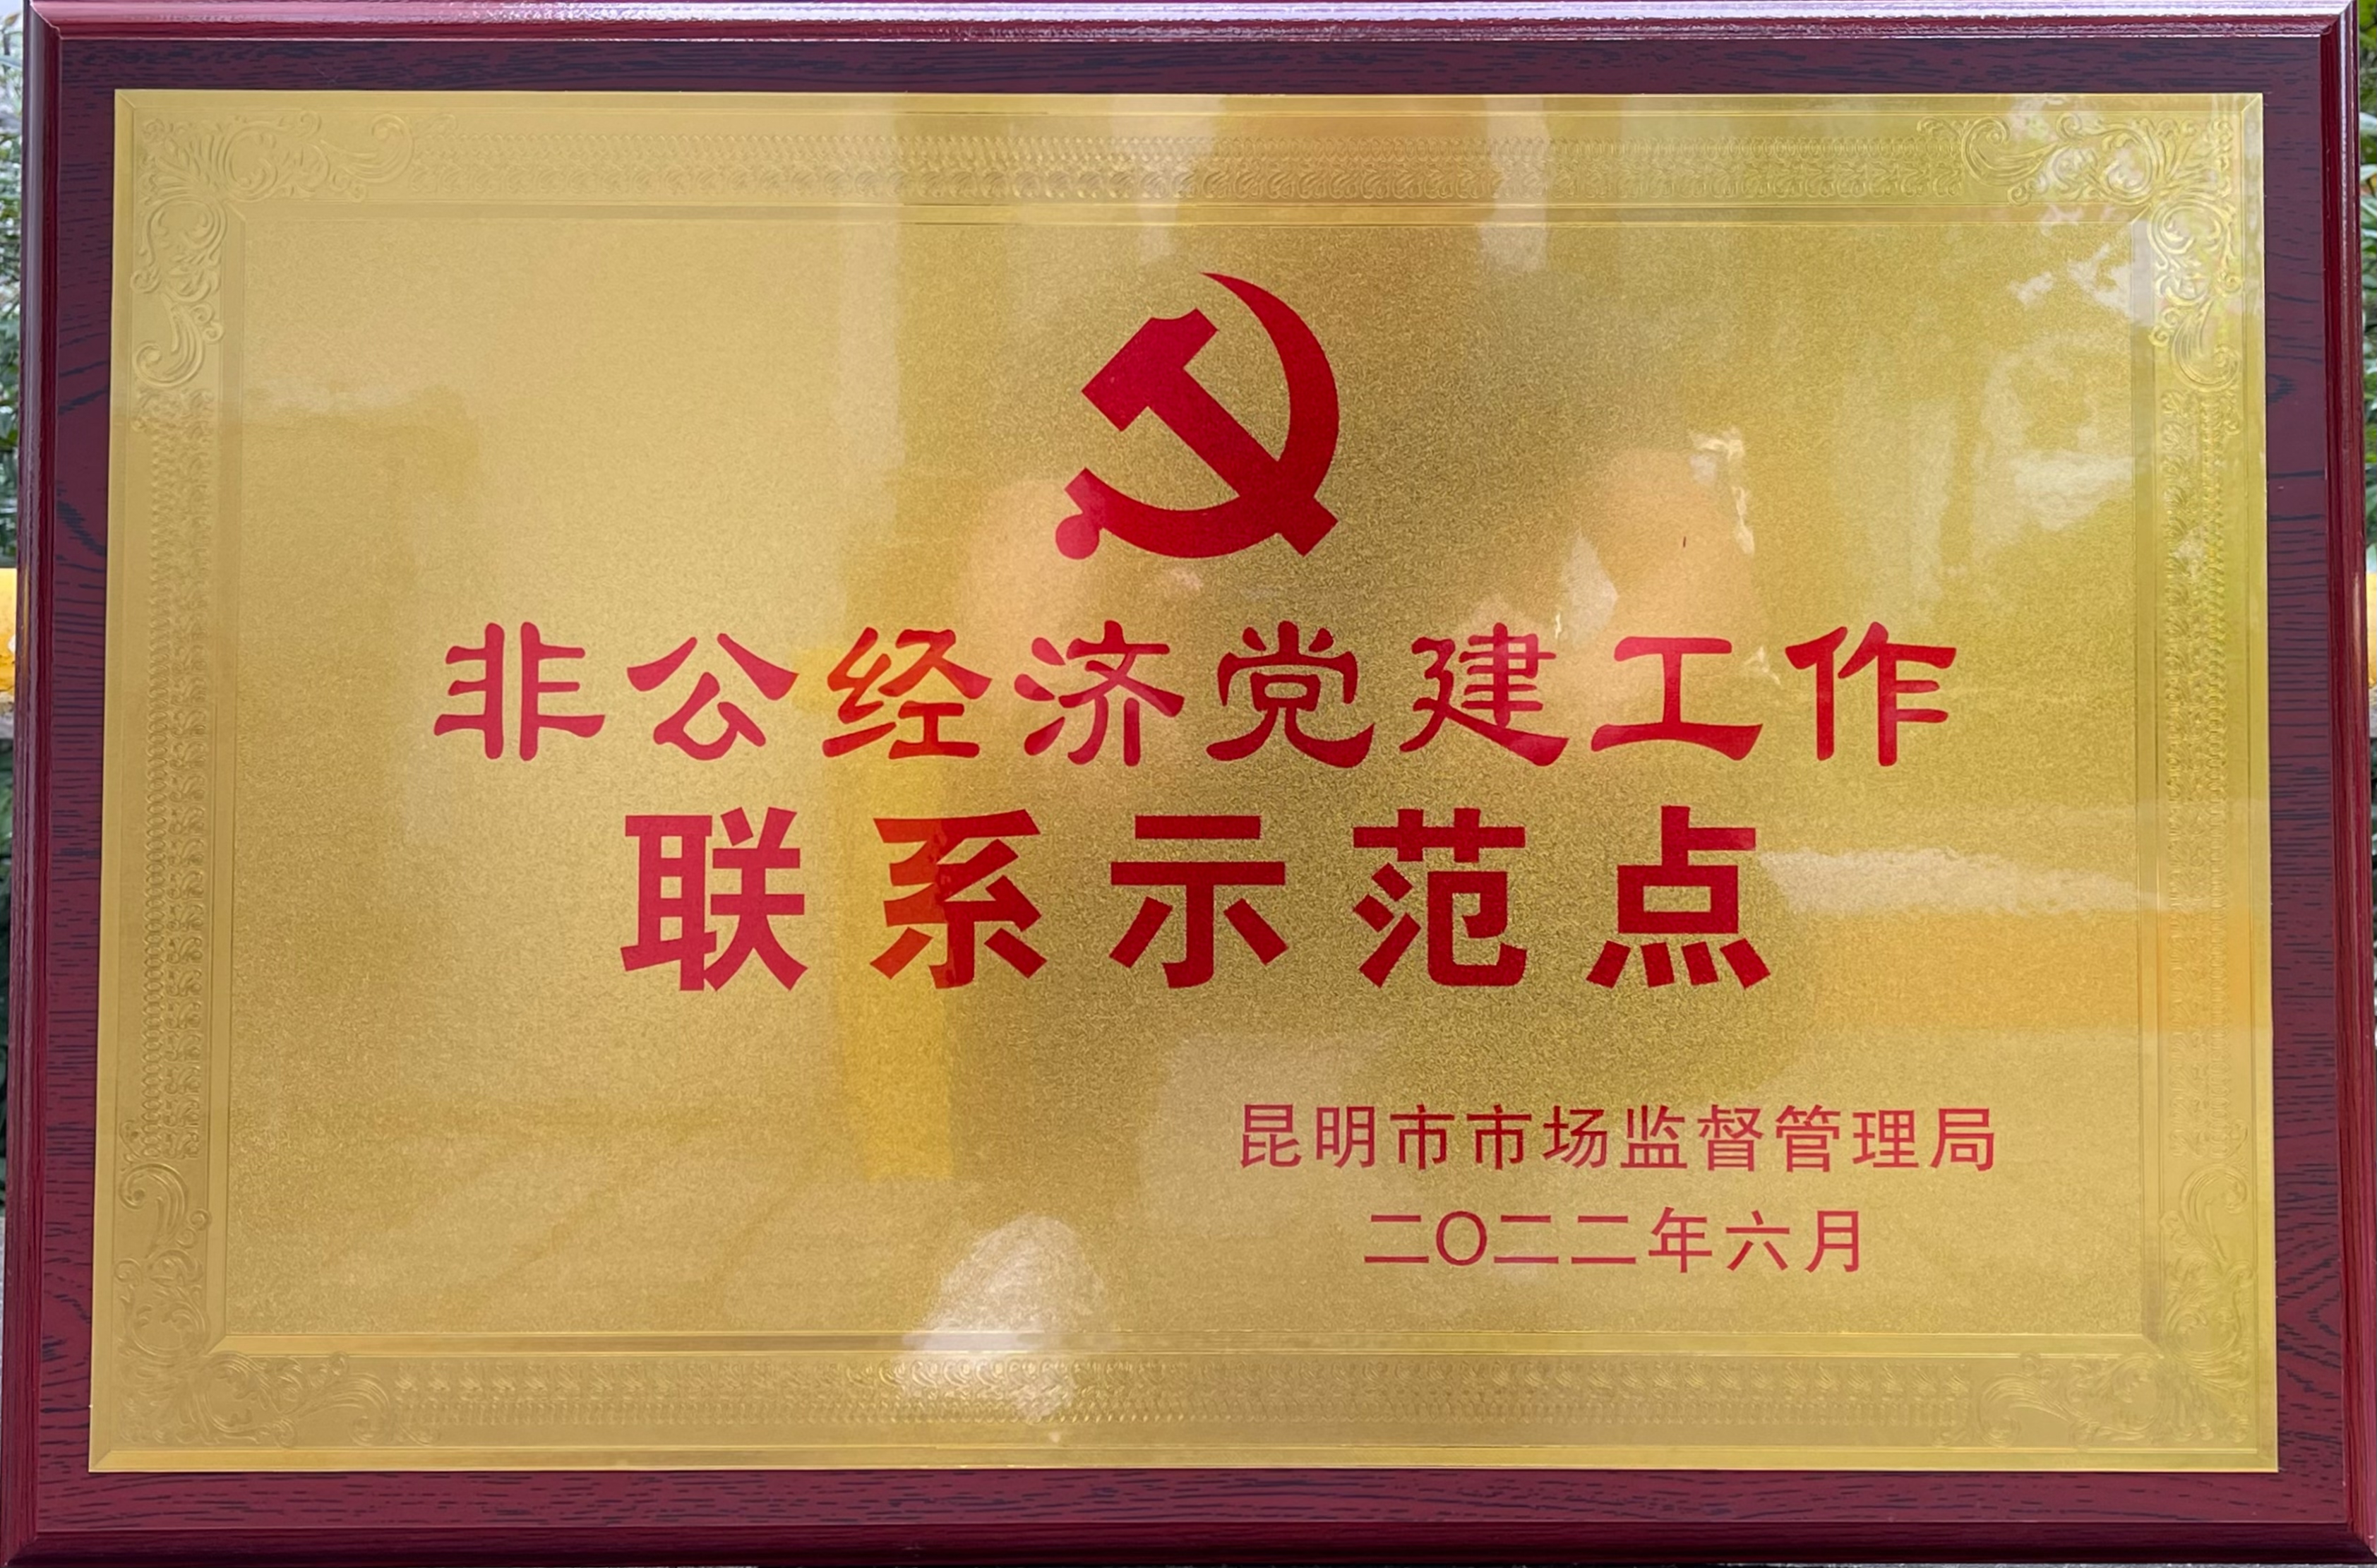 非公经济党建工作
联系示范点
昆明市市场监督管理局
二〇二二年六月